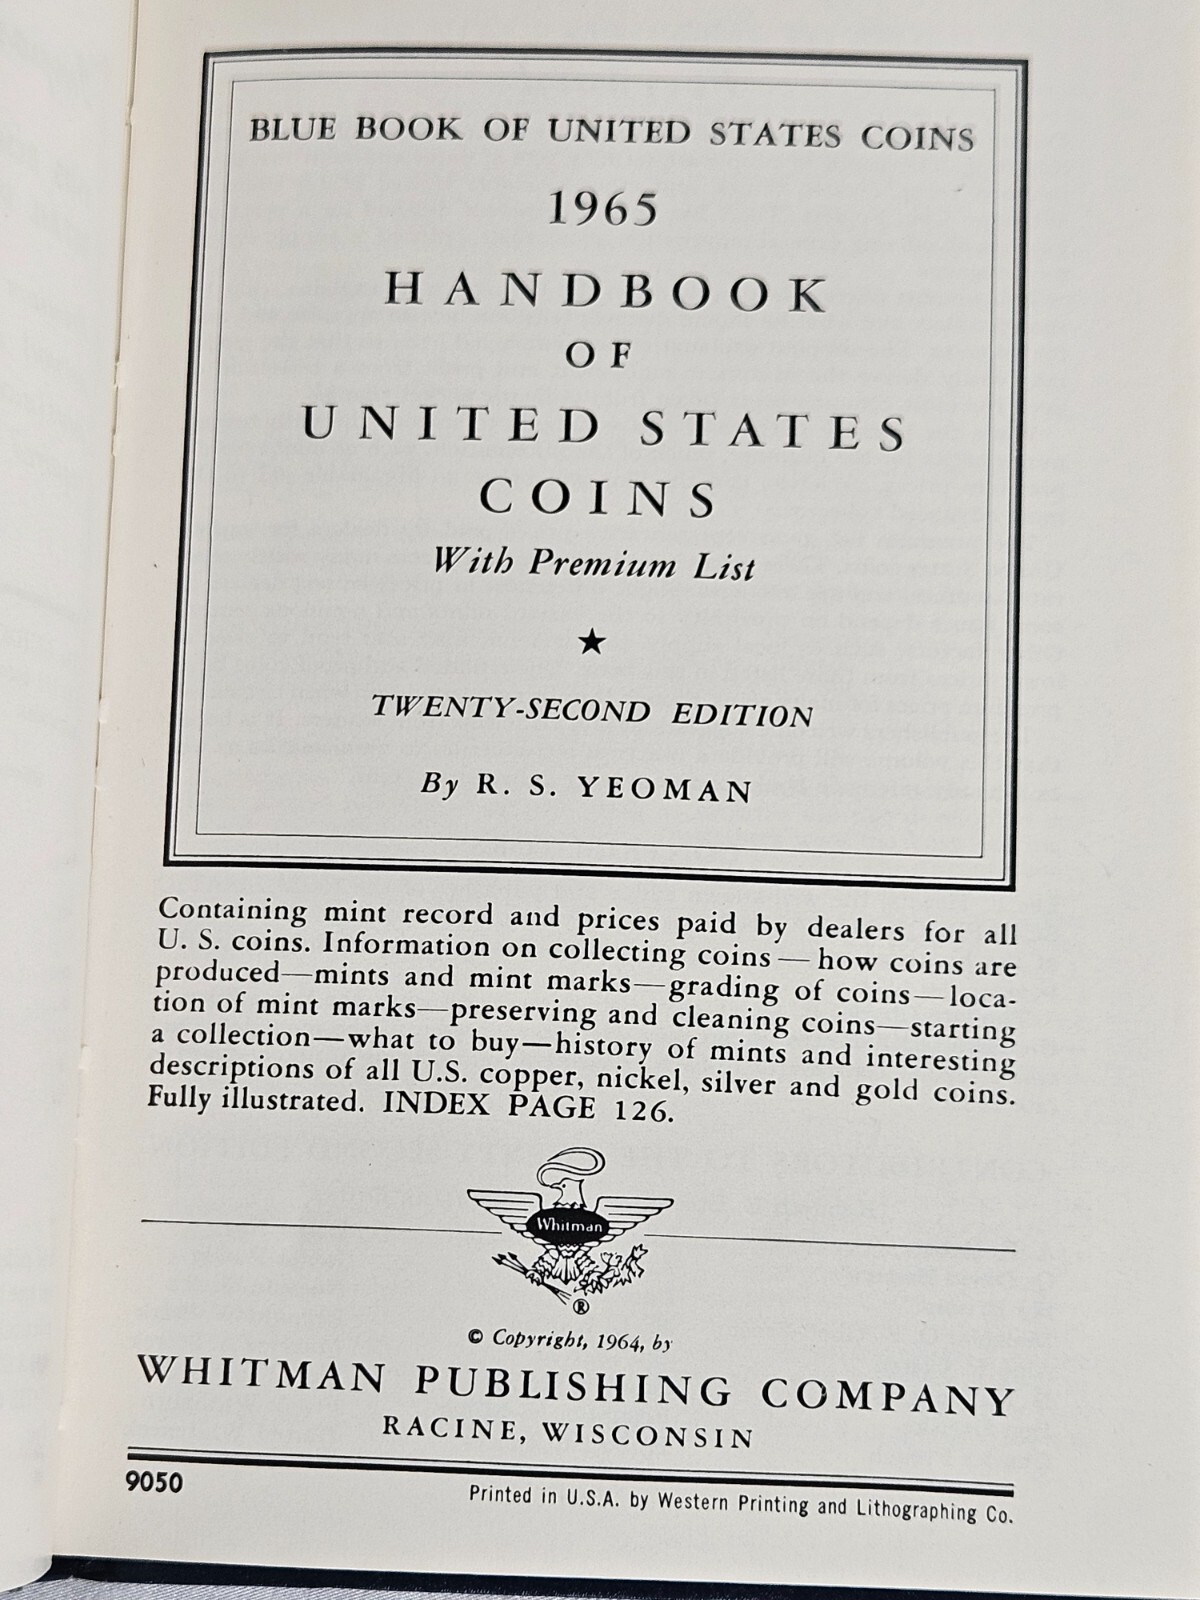 BLUE BOOK OF UNITED STATES COINS
1965
HANDBOOK
OF
UNITED STATES
COINS
With Premium List
★
TWENTY-SECOND EDITION
By R. S. YEOMAN
Containing mint record and prices paid by dealers for all
U. S. coins. Information on collecting coins — how coins are
produced—mints and mint marks—grading of coins—loca-
tion of mint marks—preserving and cleaning coins—starting
a collection—what to buy—history of mints and interesting
descriptions of all U.S. copper, nickel, silver and gold coins.
Fully illustrated. INDEX PAGE 126.
Whitman
®
© Copyright, 1964, by
WHITMAN PUBLISHING COMPANY
RACINE, WISCONSIN
9050
Printed in U.S.A. by Western Printing and Lithographing Co.